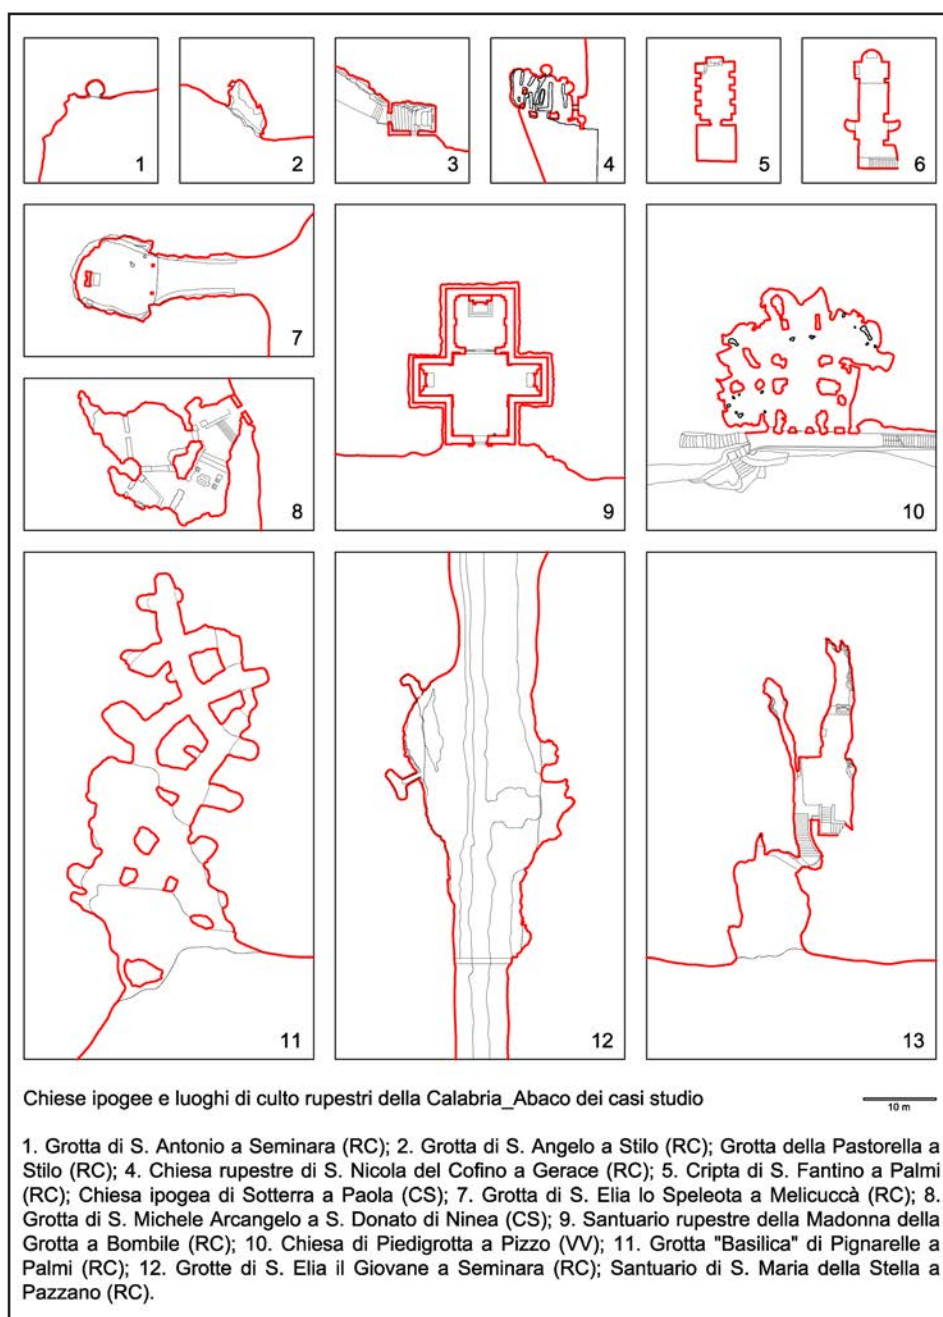 1
2
3
4
5
6
7
8
9
10
11
12
13
Chiese ipogee e luoghi di culto rupestri della Calabria_Abaco dei casi studio
10 m
1. Grotta di S. Antonio a Seminara (RC); 2. Grotta di S. Angelo a Stilo (RC); Grotta della Pastorella a
Stilo (RC); 4. Chiesa rupestre di S. Nicola del Cofino a Gerace (RC); 5. Cripta di S. Fantino a Palmi
(RC); Chiesa ipogea di Sotterra a Paola (CS); 7. Grotta di S. Elia lo Speleota a Melicuccà (RC); 8.
Grotta di S. Michele Arcangelo a S. Donato di Ninea (CS); 9. Santuario rupestre della Madonna della
Grotta a Bombile (RC); 10. Chiesa di Piedigrotta a Pizzo (VV); 11. Grotta "Basilica" di Pignarelle a
Palmi (RC); 12. Grotte di S. Elia il Giovane a Seminara (RC); Santuario di S. Maria della Stella a
Pazzano (RC).